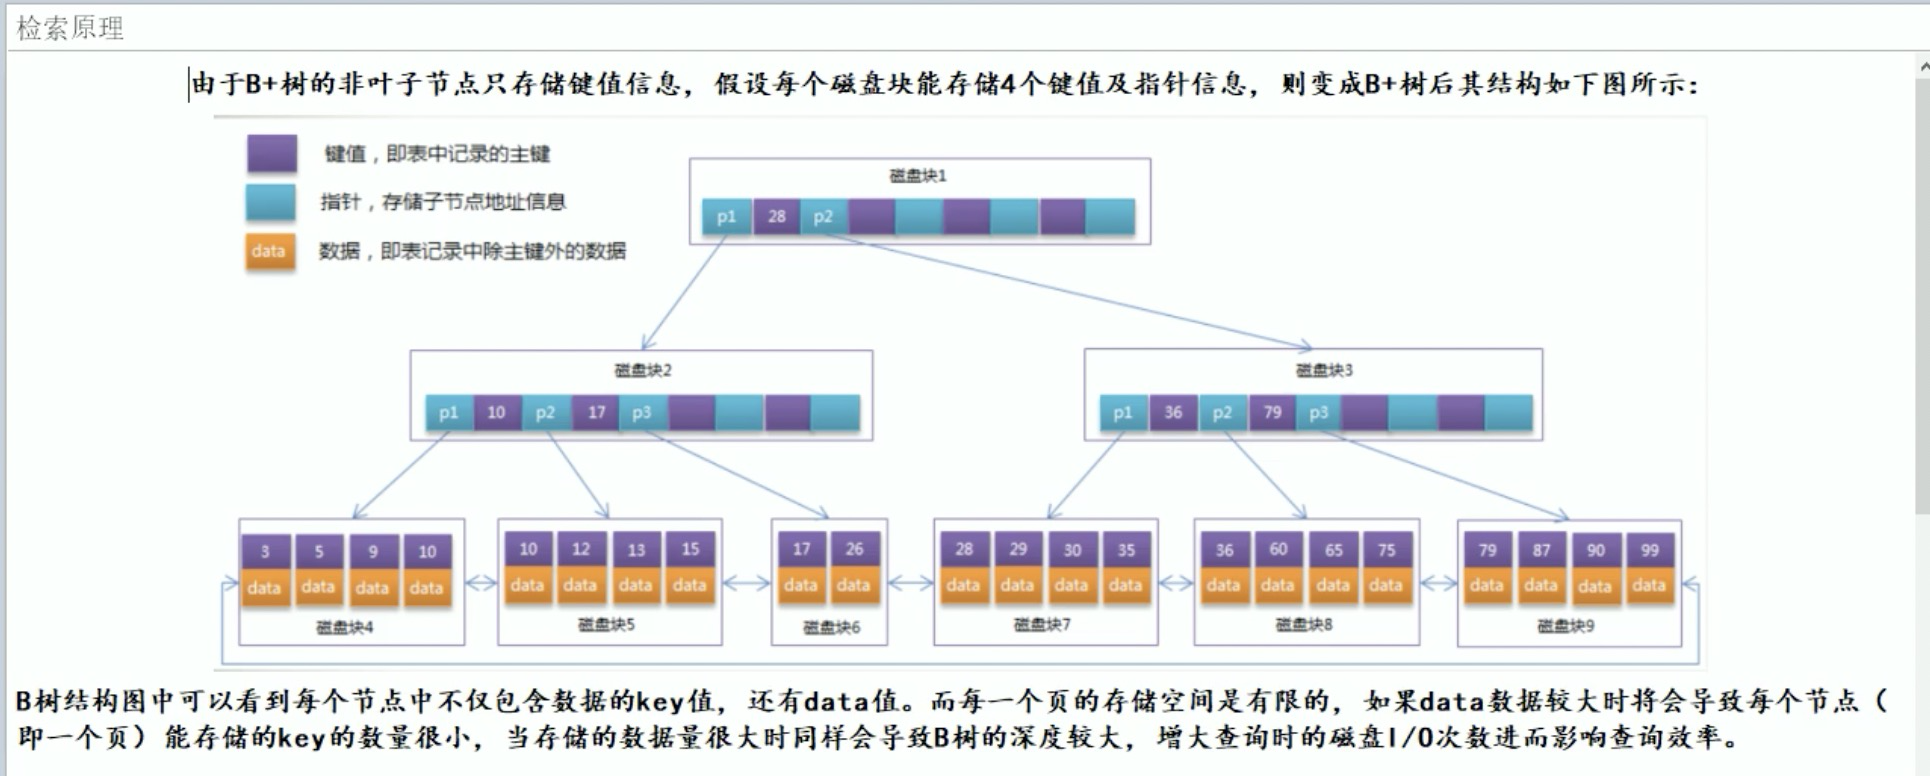 检索原理
由于B+树的非叶子节点只存储键值信息，假设每个磁盘块能存储4个键值及指针信息，则变成B+树后其结构如下图所示：
键值，即表中记录的主键
指针，存储子节点地址信息
data 数据，即表记录中除主键外的数据
磁盘块1
p1 28 p2
磁盘块2
p1 10 p2 17 p3
磁盘块3
p1 36 p2 79 p3
3 5 9 10
data data data data
磁盘块4
10 12 13 15
data data data data
磁盘块5
17 26
data data
磁盘块6
28 29 30 35
data data data data
磁盘块7
36 60 65 75
data data data data
磁盘块8
79 87 90 99
data data data data
磁盘块9
B树结构图中可以看到每个节点中不仅包含数据的key值，还有data值。而每一个页的存储空间是有限的，如果data数据较大时将会导致每个节点（
即一个页）能存储的key的数量很小，当存储的数据量很大时同样会导致B树的深度较大，增大查询时的磁盘I/O次数进而影响查询效率。